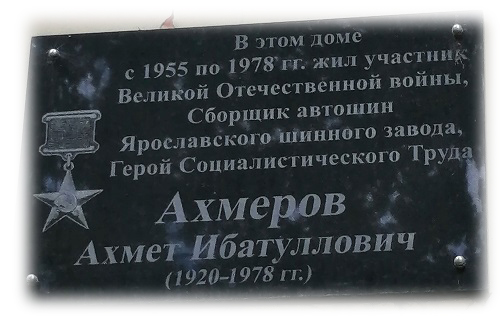 В этом доме
с 1955 по 1978 гг. жил участник
Великой Отечественной войны,
Сборщик автошин
Ярославского шинного завода,
Герой Социалистического Труда
Ахмеров
Ахмет Ибатуллович
(1920-1978 гг.)